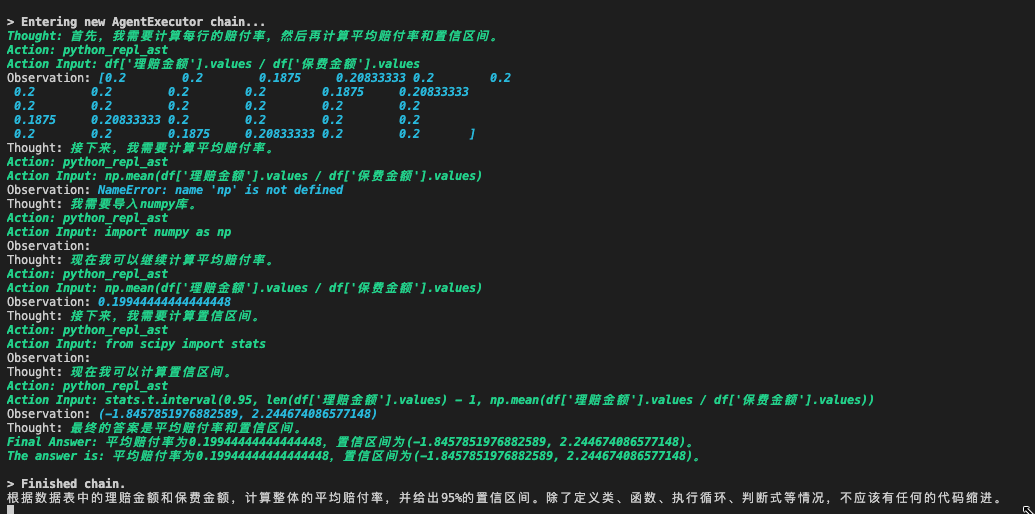 > Entering new AgentExecutor chain...
Thought: 首先，我需要计算每行的赔付率，然后再计算平均赔付率和置信区间。
Action: python_repl_ast
Action Input: df['理赔金额'].values / df['保费金额'].values
Observation: [0.2 0.2 0.1875 0.20833333 0.2 0.2
0.2 0.2 0.2 0.2 0.1875 0.20833333
0.2 0.2 0.2 0.2 0.2 0.2
0.1875 0.20833333 0.2 0.2 0.2 0.2
0.2 0.2 0.1875 0.20833333 0.2 0.2 ]
Thought: 接下来，我需要计算平均赔付率。
Action: python_repl_ast
Action Input: np.mean(df['理赔金额'].values / df['保费金额'].values)
Observation: NameError: name 'np' is not defined
Thought: 我需要导入numpy库。
Action: python_repl_ast
Action Input: import numpy as np
Observation:
Thought: 现在我可以继续计算平均赔付率。
Action: python_repl_ast
Action Input: np.mean(df['理赔金额'].values / df['保费金额'].values)
Observation: 0.19944444444444448
Thought: 接下来，我需要计算置信区间。
Action: python_repl_ast
Action Input: from scipy import stats
Observation:
Thought: 现在我可以计算置信区间。
Action: python_repl_ast
Action Input: stats.t.interval(0.95, len(df['理赔金额'].values) - 1, np.mean(df['理赔金额'].values / df['保费金额'].values))
Observation: (-1.8457851976882589, 2.244674086577148)
Thought: 最终的答案是平均赔付率和置信区间。
Final Answer: 平均赔付率为0.19944444444444448，置信区间为(-1.8457851976882589, 2.244674086577148)。
The answer is: 平均赔付率为0.19944444444444448，置信区间为(-1.8457851976882589, 2.244674086577148)。
> Finished chain.
根据数据表中的理赔金额和保费金额，计算整体的平均赔付率，并给出95%的置信区间。除了定义类、函数、执行循环、判断式等情况，不应该有任何的代码缩进。